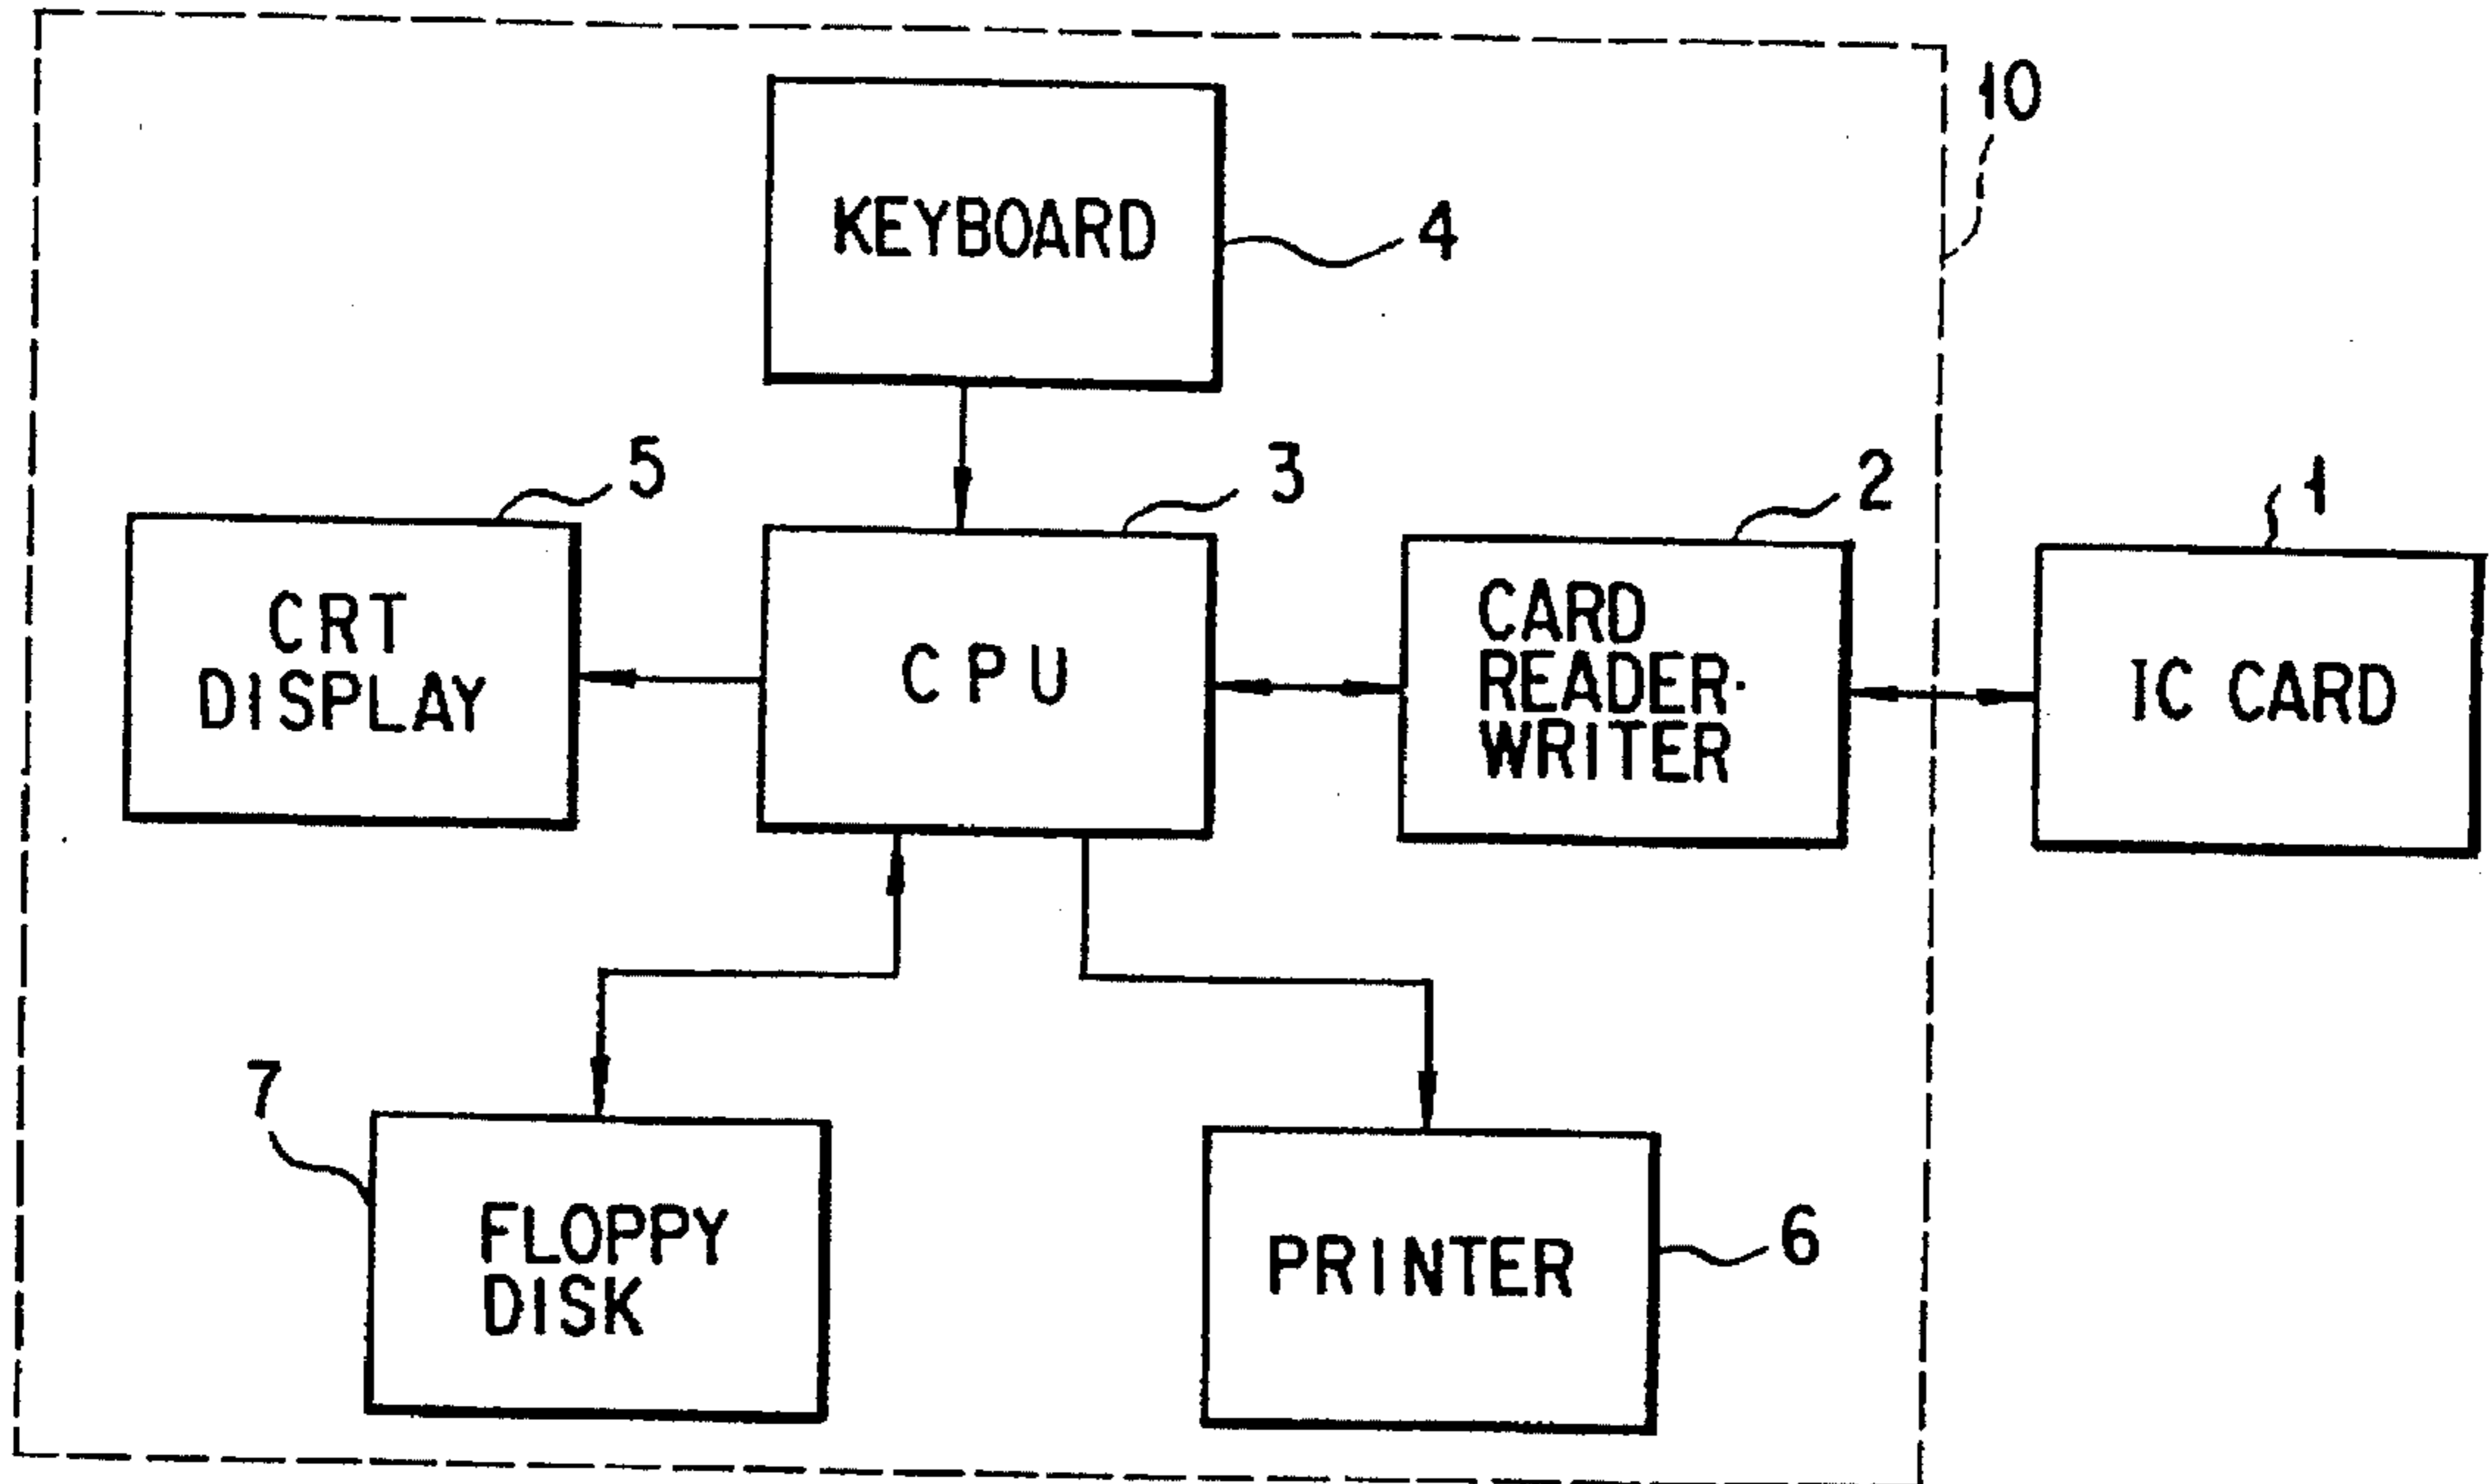 10
KEYBOARD
4
5
3
2
1
CRT
DISPLAY
CPU
CARD
READER·
WRITER
IC CARD
7
FLOPPY
DISK
PRINTER
6